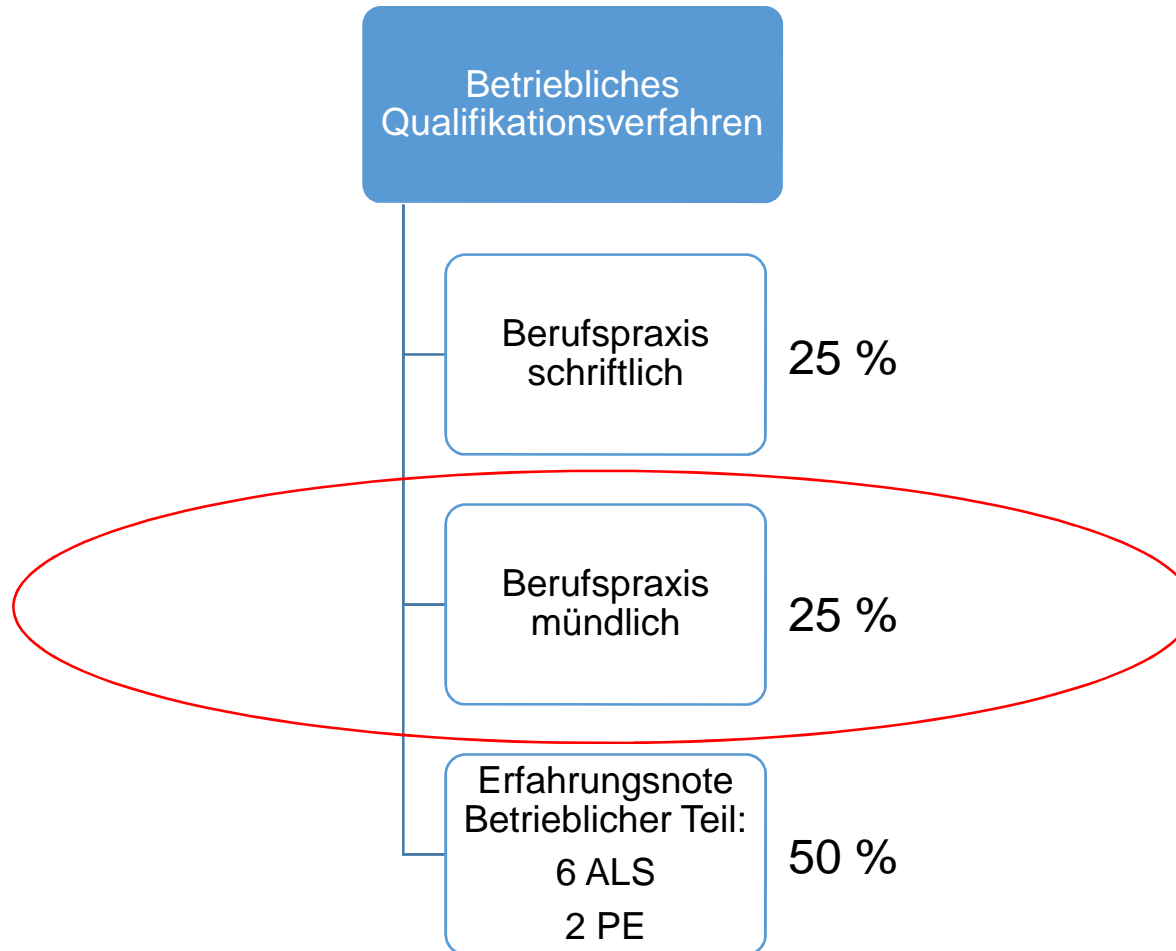 Betriebliches
Qualifikationsverfahren
Berufspraxis
schriftlich
25 %
Berufspraxis
mündlich
25 %
Erfahrungsnote
Betrieblicher Teil:
6 ALS
2 PE
50 %